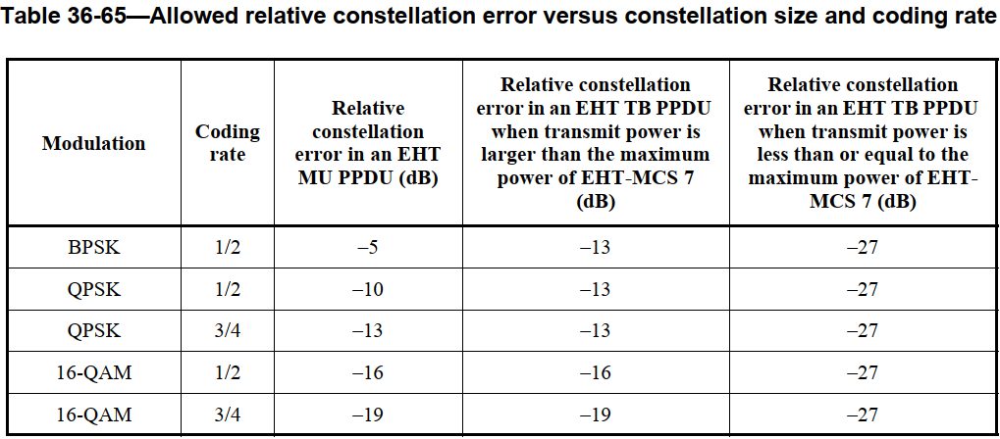 Table 36-65—Allowed relative constellation error versus constellation size and coding rate
Modulation
Coding
rate
Relative
constellation
error in an EHT
MU PPDU (dB)
Relative constellation
error in an EHT TB PPDU
when transmit power is
larger than the maximum
power of EHT-MCS 7
(dB)
Relative constellation
error in an EHT TB PPDU
when transmit power is
less than or equal to the
maximum power of EHT-
MCS 7 (dB)
BPSK 1/2 –5 –13 –27
QPSK 1/2 –10 –13 –27
QPSK 3/4 –13 –13 –27
16-QAM 1/2 –16 –16 –27
16-QAM 3/4 –19 –19 –27